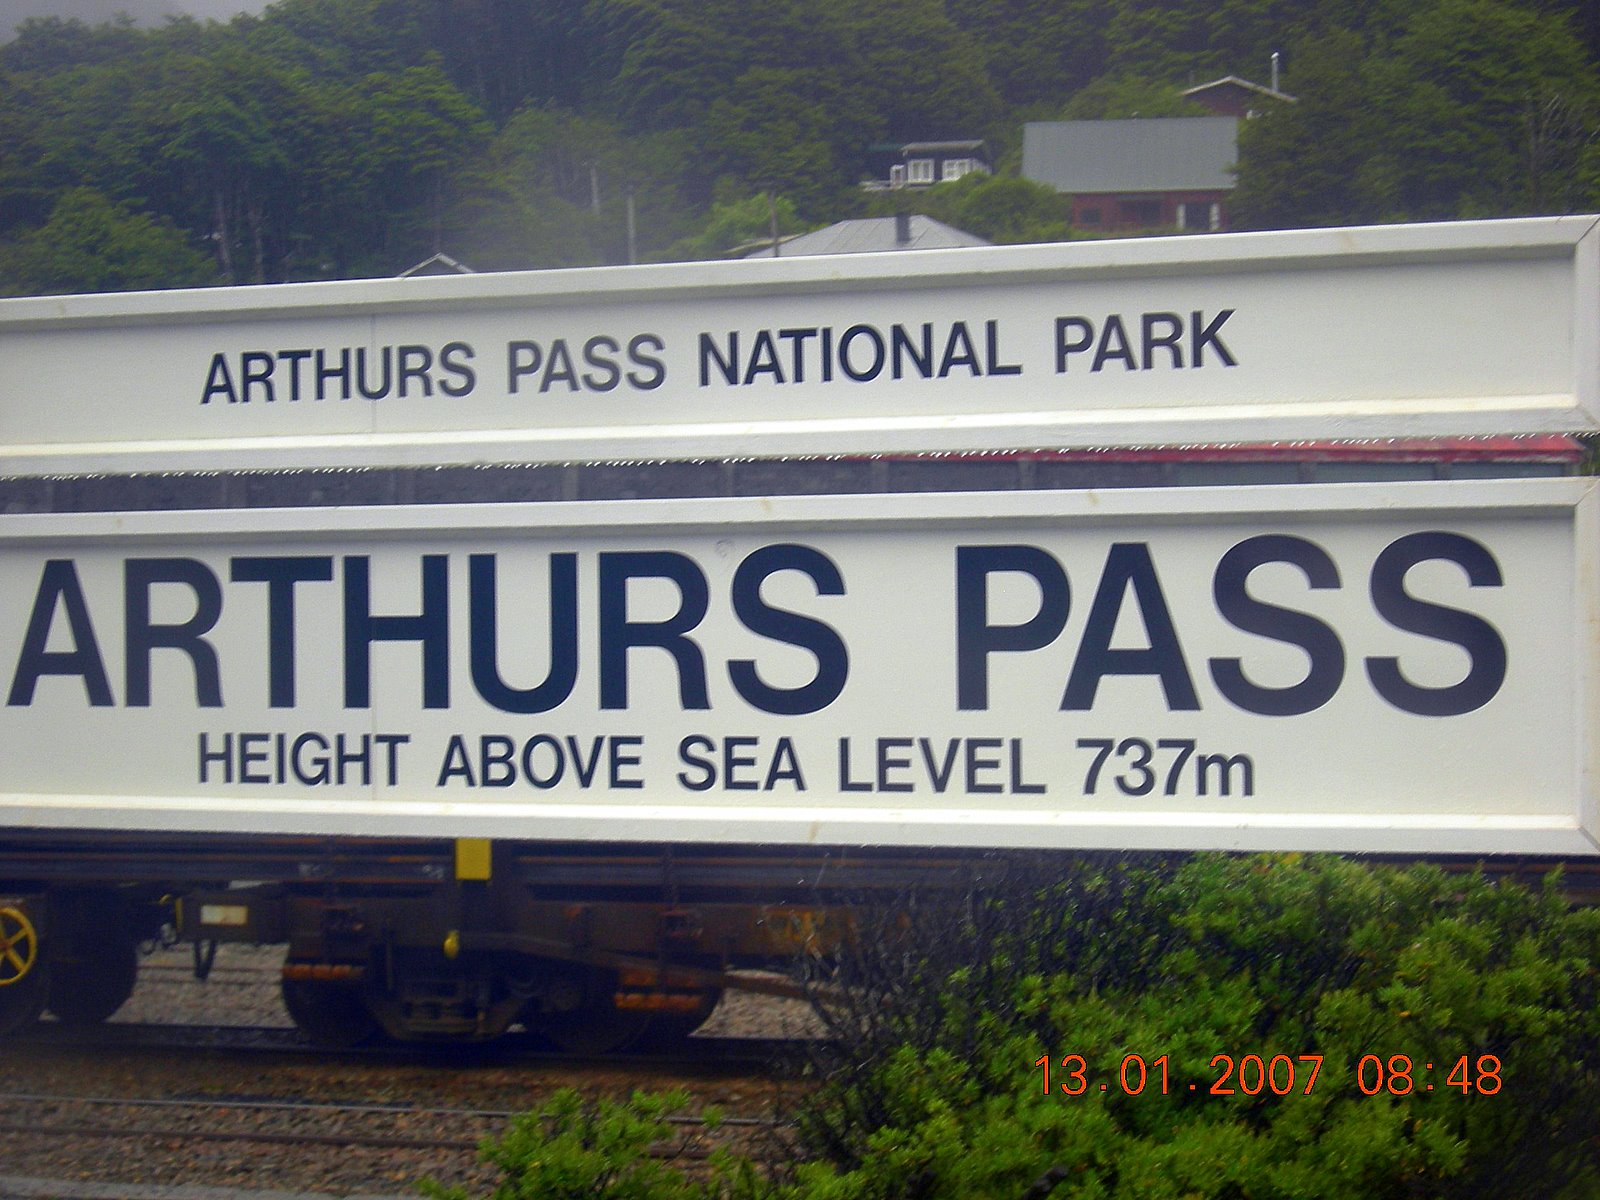 ARTHURS PASS NATIONAL PARK
ARTHURS PASS
HEIGHT ABOVE SEA LEVEL 737m
13.01.2007 08:48